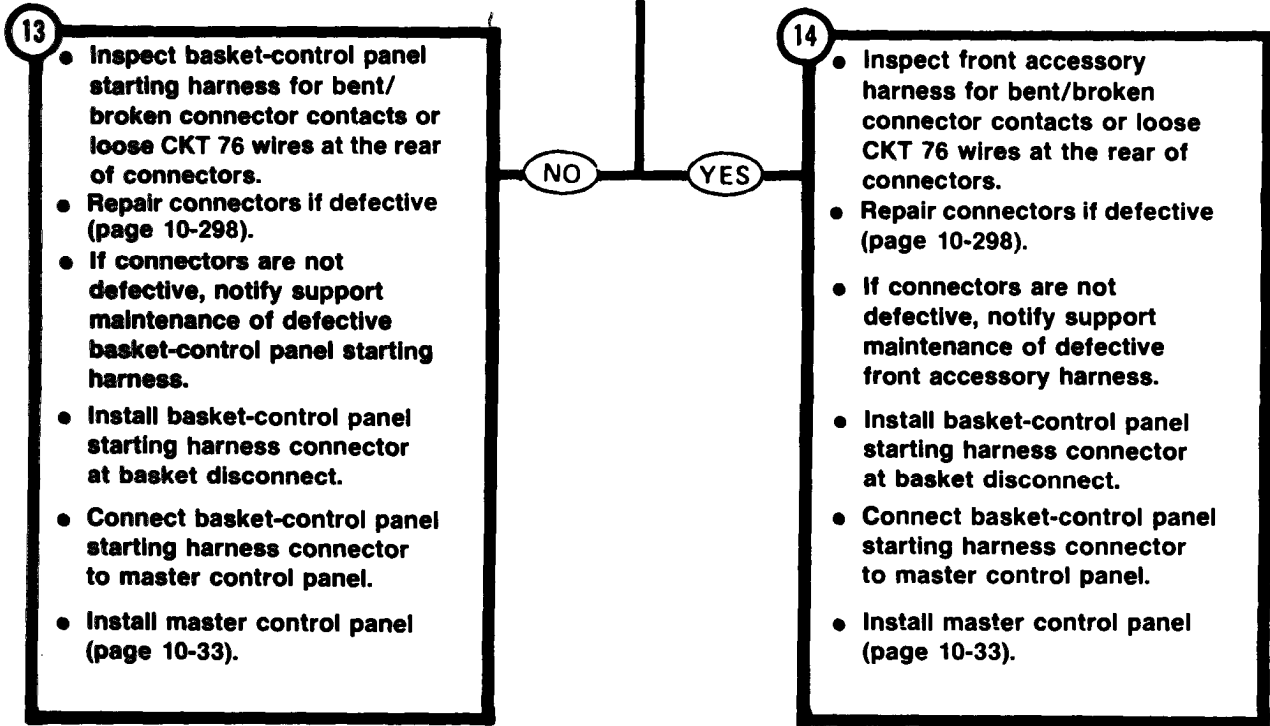 13
• Inspect basket-control panel
starting harness for bent/
broken connector contacts or
loose CKT 76 wires at the rear
of connectors.
• Repair connectors if defective
(page 10-298).
• If connectors are not
defective, notify support
maintenance of defective
basket-control panel starting
harness.
• Install basket-control panel
starting harness connector
at basket disconnect.
• Connect basket-control panel
starting harness connector
to master control panel.
• Install master control panel
(page 10-33).
NO
YES
14
• Inspect front accessory
harness for bent/broken
connector contacts or loose
CKT 76 wires at the rear of
connectors.
• Repair connectors if defective
(page 10-298).
• If connectors are not
defective, notify support
maintenance of defective
front accessory harness.
• Install basket-control panel
starting harness connector
at basket disconnect.
• Connect basket-control panel
starting harness connector
to master control panel.
• Install master control panel
(page 10-33).